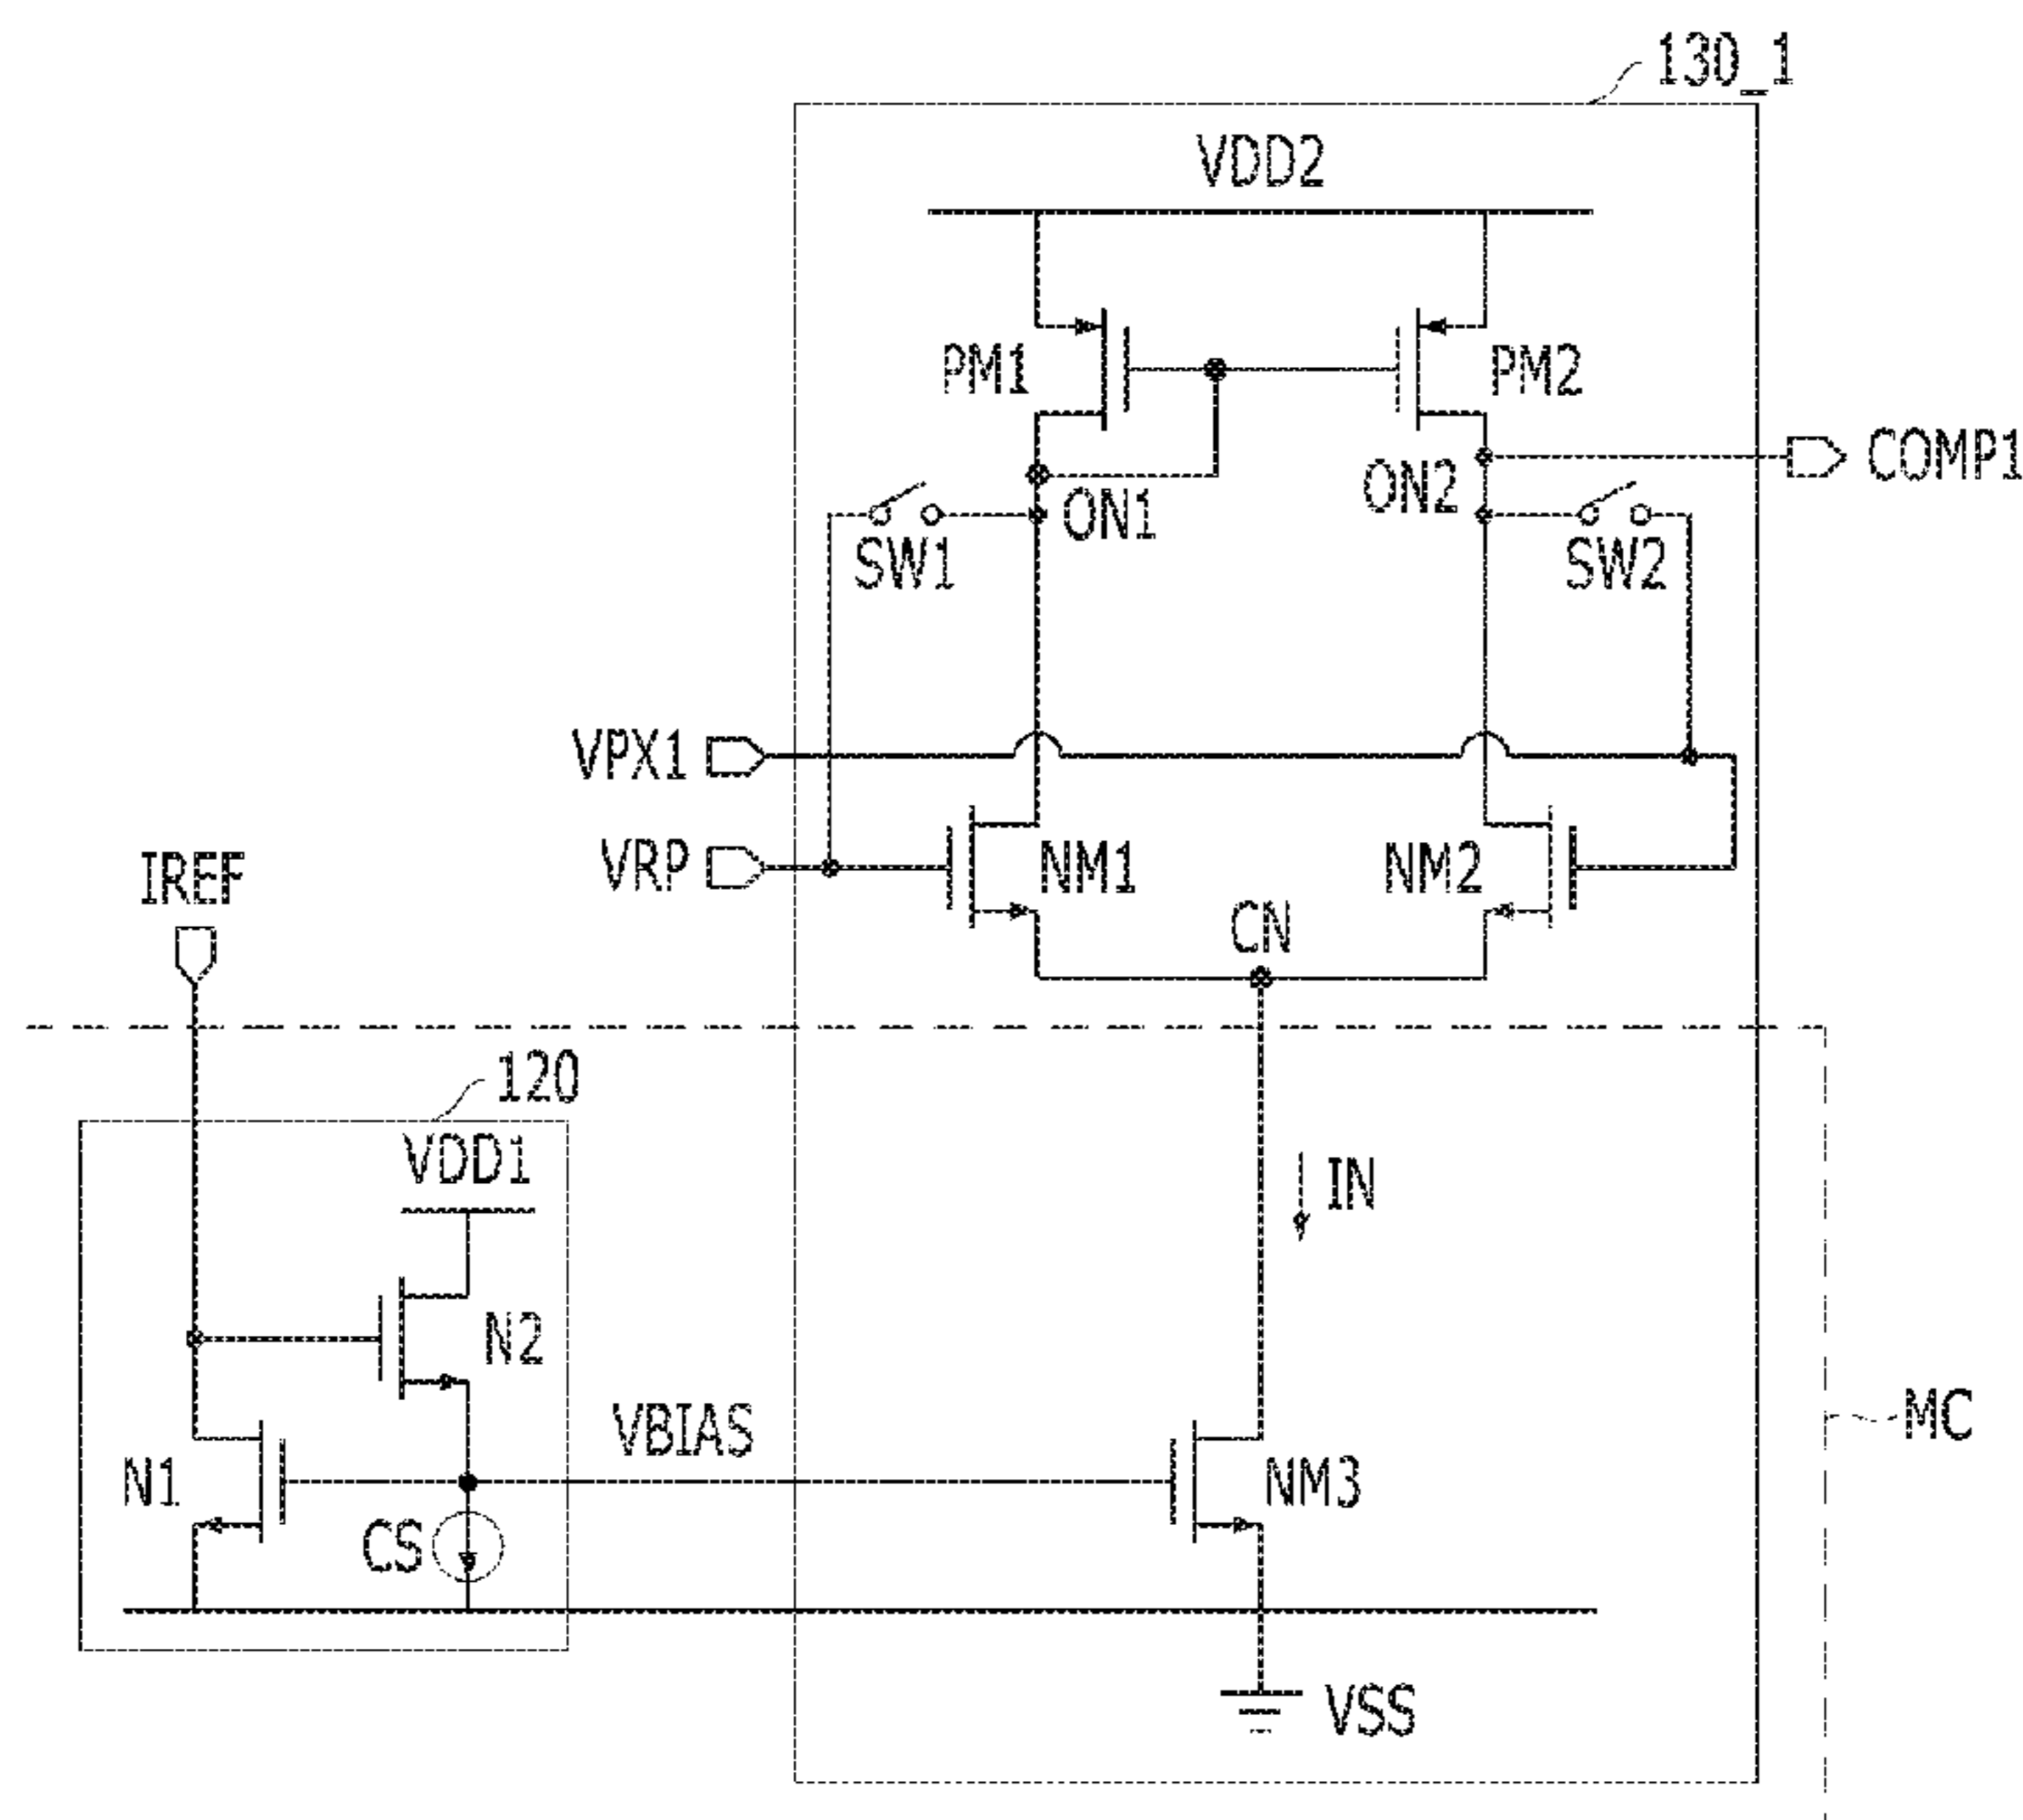 130_1
VDD2
PM1
PM2
COMP1
ON1
ON2
SW1
SW2
VPX1
VRP
NM1
NM2
IREF
CN
120
VDD1
IN
N2
VBIAS
MC
N1
NM3
CS
VSS